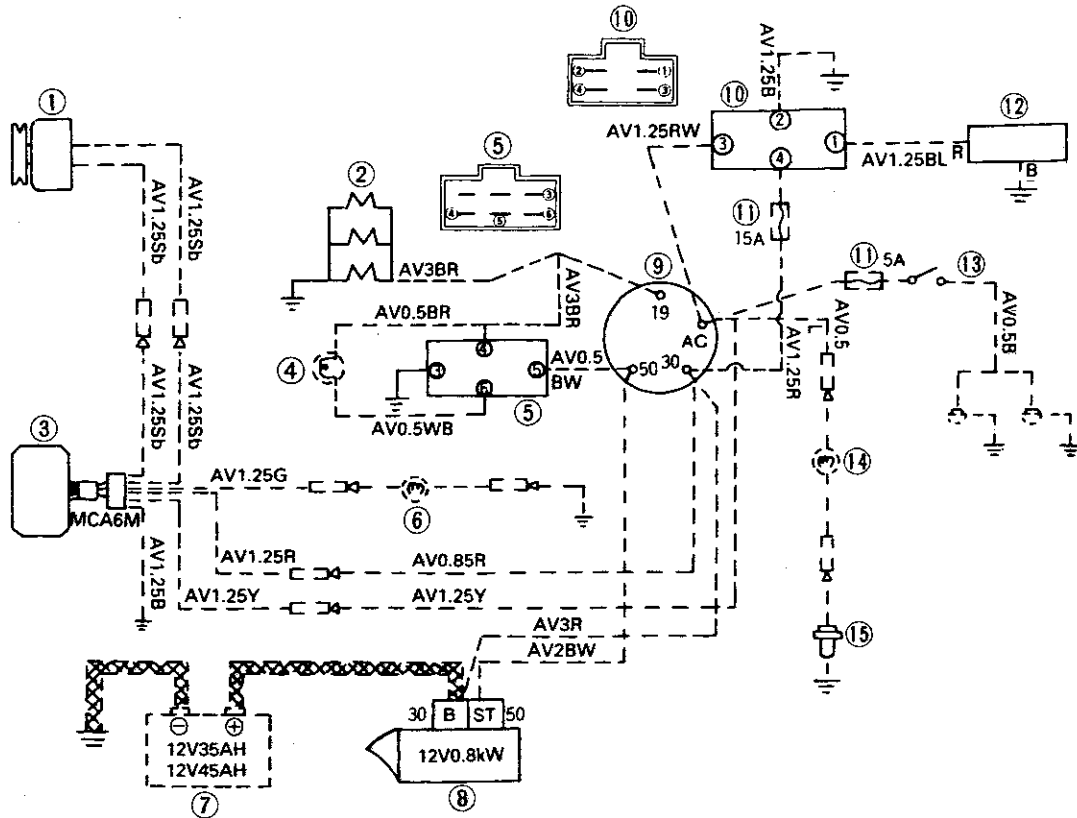 ⑩
② ①
④ ③
①
AV1.25B
⑩
②
③ ①
④
AV1.25RW
AV1.25BL
⑫
R
B
⑤
③
④ ⑤ ⑥
②
AV1.25Sb
AV1.25Sb
⑪
15A
⑨
⑪ 5A
⑬
AV3BR
AV3BR
19
AC
50 30
AV0.5BR
④
④
③ ⑤
⑥
AV0.5
BW
⑤
AV0.5WB
AV1.25R
AV0.5
AV0.5B
③
AV1.25Sb
AV1.25Sb
MCA6M
AV1.25G
⑥
⑭
AV1.25R
AV0.85R
AV1.25B
AV1.25Y
AV1.25Y
AV3R
AV2BW
⑮
⊖ ⊕
12V35AH
12V45AH
⑦
30 B ST 50
12V0.8kW
⑧